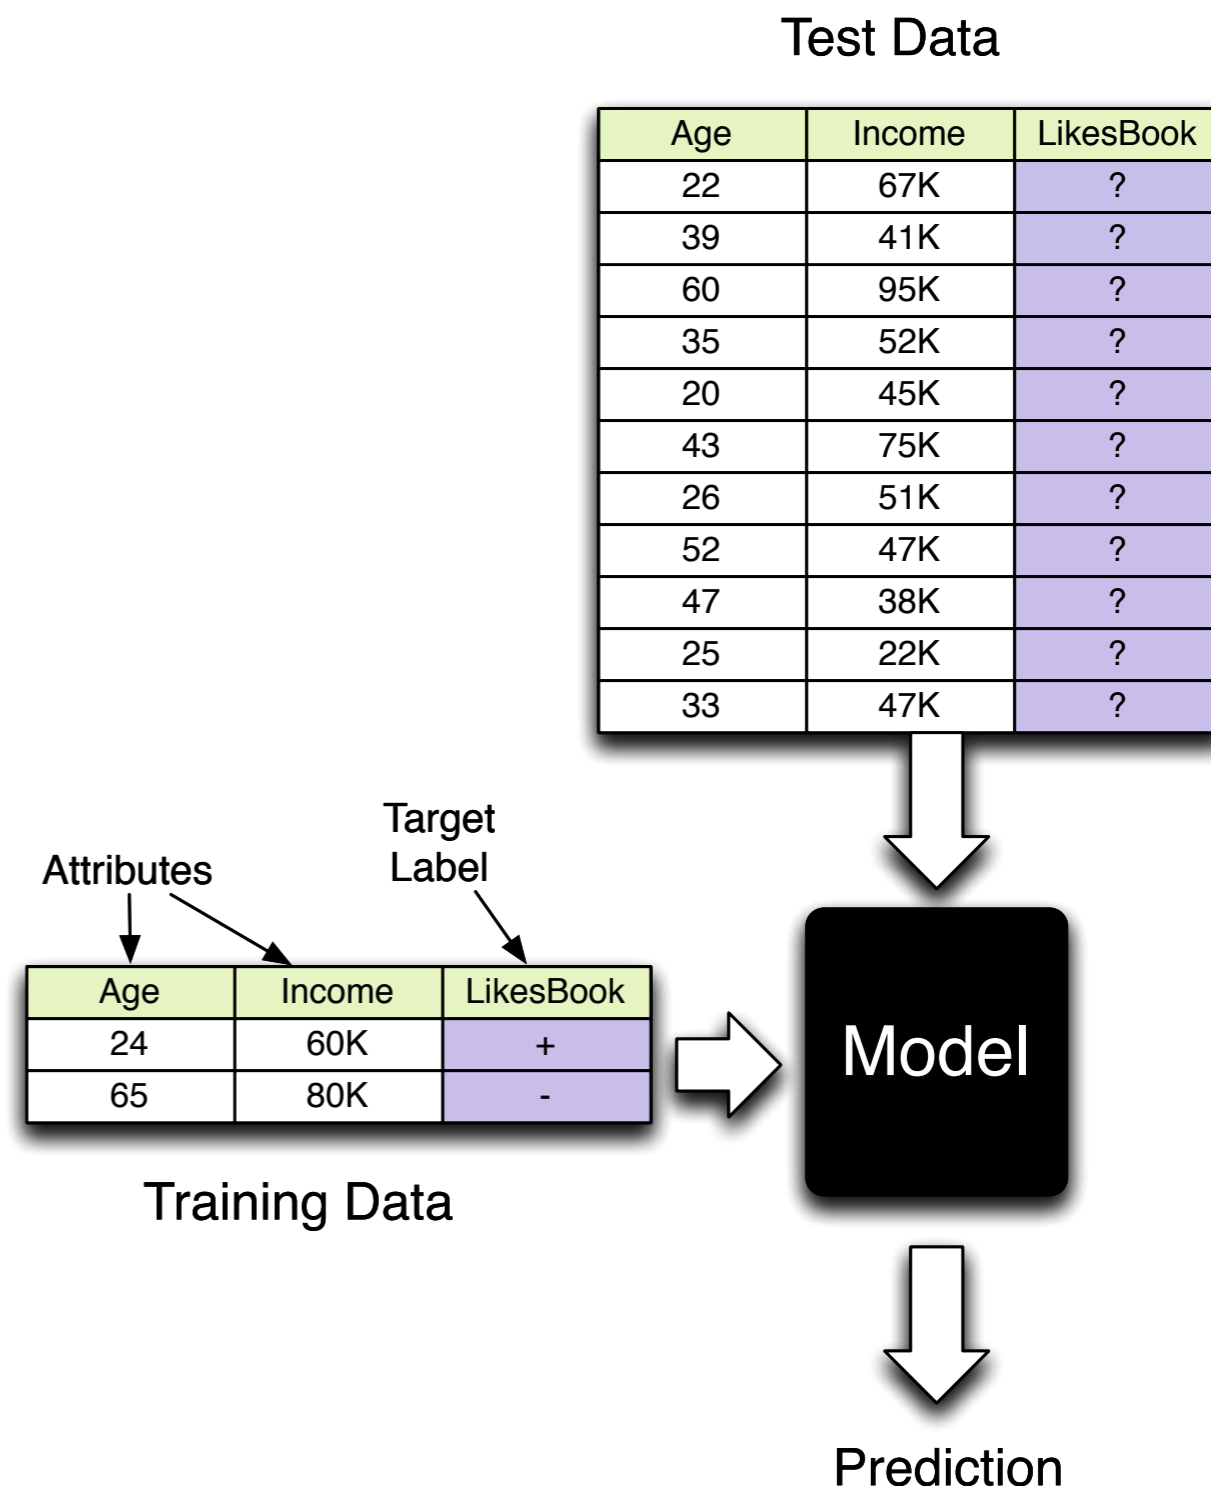 Test Data
Age Income LikesBook
22 67K ?
39 41K ?
60 95K ?
35 52K ?
20 45K ?
43 75K ?
26 51K ?
52 47K ?
47 38K ?
25 22K ?
33 47K ?
Target
Label
Attributes
Age Income LikesBook
24 60K +
65 80K -
Training Data
Model
Prediction